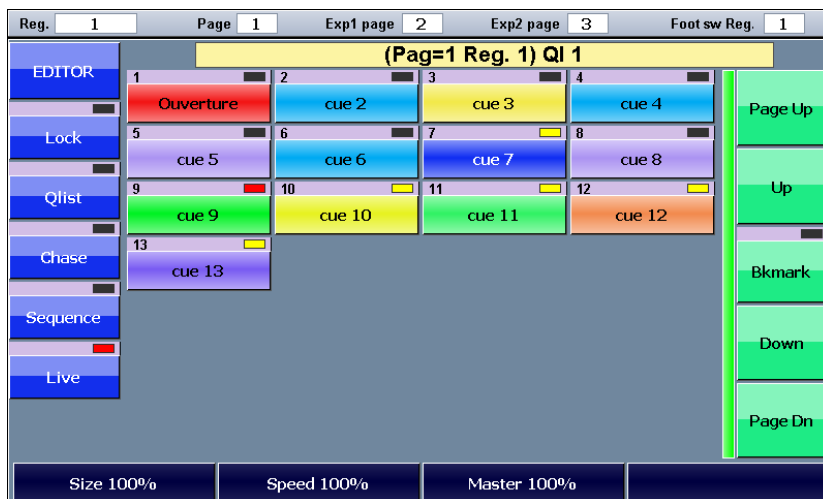 Reg. 1 Page 1 Exp1 page 2 Exp2 page 3 Foot sw Reg. 1
(Pag=1 Reg. 1) Ql 1
EDITOR
Lock
Qlist
Chase
Sequence
Live
1 2 3 4
Ouverture cue 2 cue 3 cue 4
5 6 7 8
cue 5 cue 6 cue 7 cue 8
9 10 11 12
cue 9 cue 10 cue 11 cue 12
13
cue 13
Page Up
Up
Bkmark
Down
Page Dn
Size 100% Speed 100% Master 100%